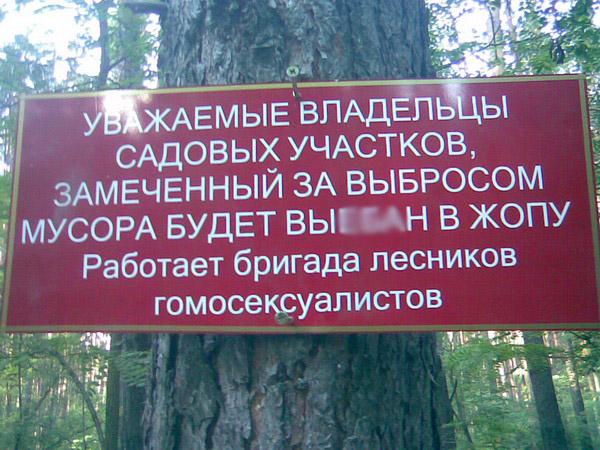 УВАЖАЕМЫЕ ВЛАДЕЛЬЦЫ
САДОВЫХ УЧАСТКОВ,
ЗАМЕЧЕННЫЙ ЗА ВЫБРОСОМ
МУСОРА БУДЕТ В ЖОПУ
Работает бригада лесников
гомосексуалистов